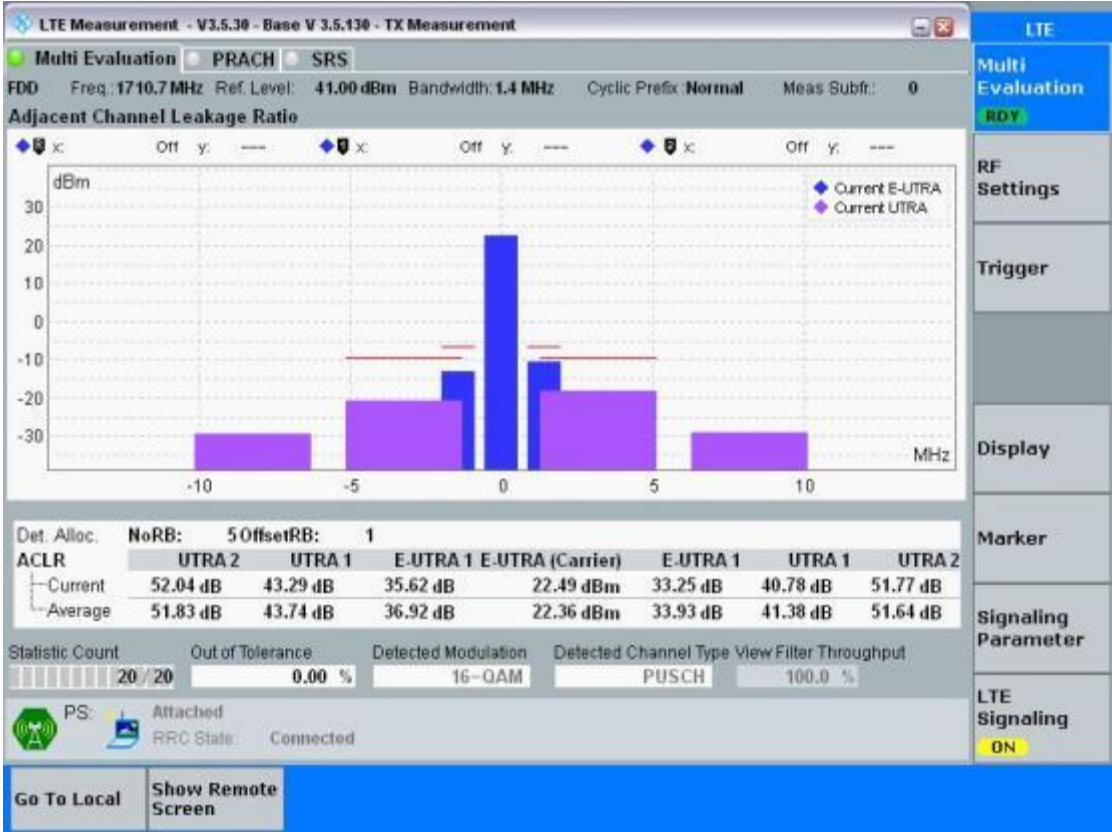 LTE Measurement - V3.5.30 - Base V 3.5.130 - TX Measurement
LTE
Multi Evaluation PRACH SRS
Multi
Evaluation
RDY
FDD Freq.: 1710.7 MHz Ref. Level: 41.00 dBm Bandwidth: 1.4 MHz Cyclic Prefix: Normal Meas Subfr.: 0
Adjacent Channel Leakage Ratio
x: Off y: --- x: Off y: --- x: Off y: ---
dBm
Current E-UTRA
Current UTRA
30
20
10
0
-10
-20
-30
MHz
-10 -5 0 5 10
RF
Settings
Trigger
Display
Marker
Signaling
Parameter
LTE
Signaling
ON
Det. Alloc. NoRB: 5 OffsetRB: 1
ACLR UTRA 2 UTRA 1 E-UTRA 1 E-UTRA (Carrier) E-UTRA 1 UTRA 1 UTRA 2
Current 52.04 dB 43.29 dB 35.62 dB 22.49 dBm 33.25 dB 40.78 dB 51.77 dB
Average 51.83 dB 43.74 dB 36.92 dB 22.36 dBm 33.93 dB 41.38 dB 51.64 dB
Statistic Count Out of Tolerance Detected Modulation Detected Channel Type View Filter Throughput
20 / 20 0.00 % 16-QAM PUSCH 100.0 %
PS: Attached
RRC State: Connected
Go To Local
Show Remote
Screen